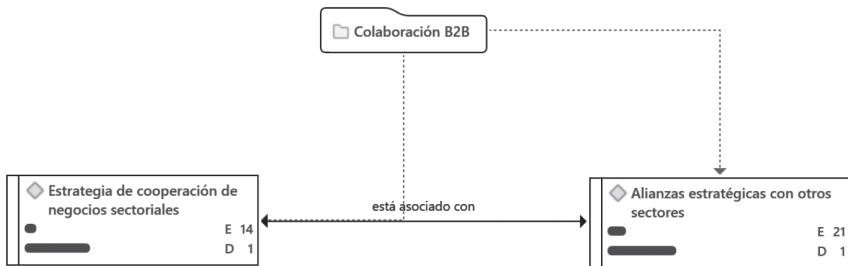 Colaboración B2B
está asociado con
Estrategia de cooperación de
negocios sectoriales
E 14
D 1
Alianzas estratégicas con otros
sectores
E 21
D 1